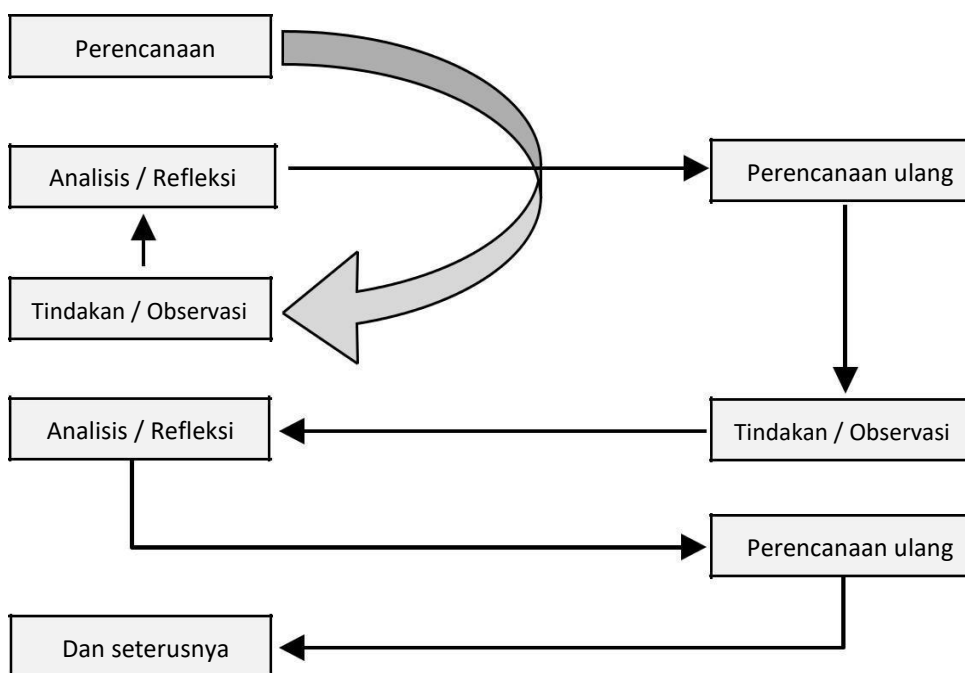 Perencanaan
Analisis / Refleksi
Perencanaan ulang
Tindakan / Observasi
Analisis / Refleksi
Tindakan / Observasi
Perencanaan ulang
Dan seterusnya